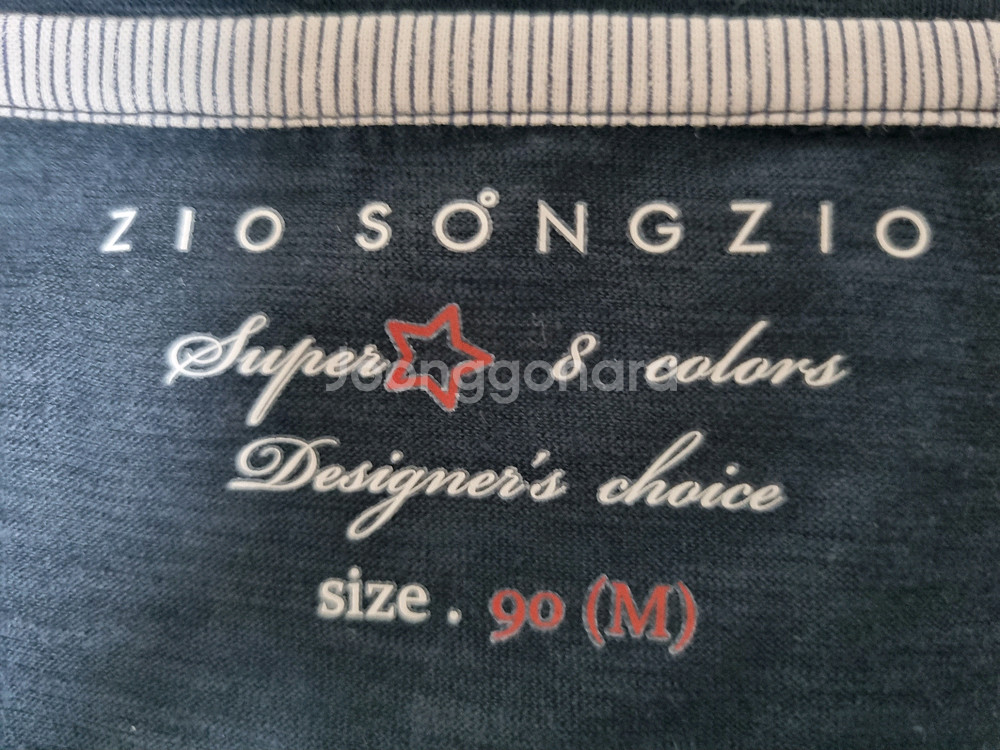 ZIO SONGZIO
Super 8 colors
Designer's choice
size . 90 (M)